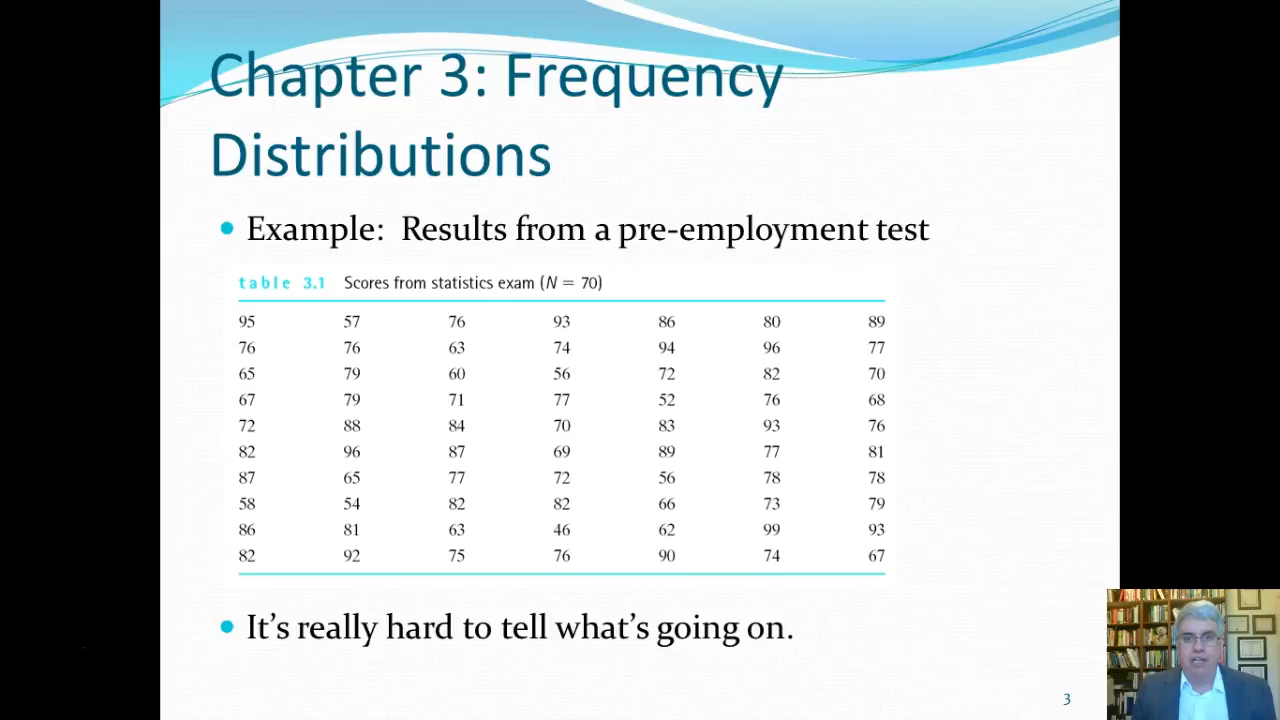 Chapter 3: Frequency
Distributions
• Example: Results from a pre-employment test
table 3.1 Scores from statistics exam (N = 70)
95 57 76 93 86 80 89
76 76 63 74 94 96 77
65 79 60 56 72 82 70
67 79 71 77 52 76 68
72 88 84 70 83 93 76
82 96 87 69 89 77 81
87 65 77 72 56 78 78
58 54 82 82 66 73 79
86 81 63 46 62 99 93
82 92 75 76 90 74 67
• It's really hard to tell what's going on.
3